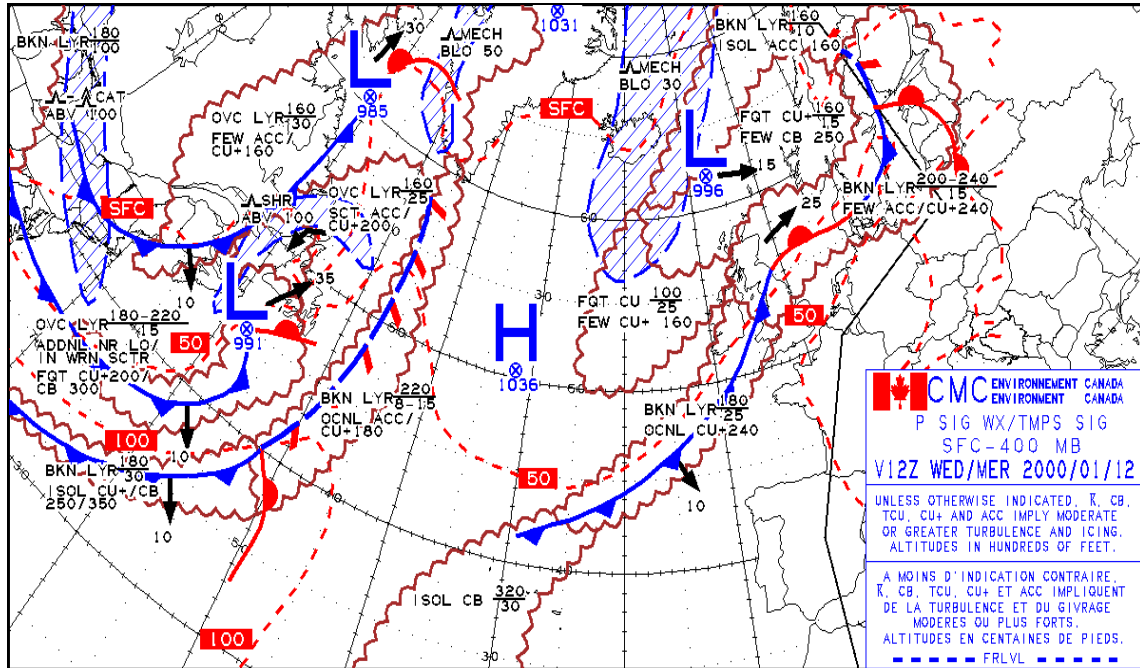 BKN LYR 180
100
-^-^CAT
ABV 100
30
^MECH
BLO 50
1031
L
985
OVC LYR 160
30
FEW ACC/
CU+160
^MECH
BLO 30
SFC
BKN LYR 160
10
ISOL ACC 160
FQT CU+ 160
15
FEW CB 250
L
996
15
BKN LYR 200-240
15
FEW ACC/CU+240
25
SFC
^SHR
ABV 100
OVC LYR 160
25
SCT ACC/
CU+200
60
10
L
991
35
OVC LYR 180-220
15
ADDNL NR LO/
IN WRN SCTR
FQT CU+200/
CB 300
50
H
1036
30
FQT CU 100
25
FEW CU+ 160
50
50
50
BKN LYR 220
8-15
OCNL ACC/
CU+180
BKN LYR 180
25
OCNL CU+240
100
10
BKN LYR 180
30
ISOL CU+/CB
250/350
10
30
50
50
10
40
ISOL CB 320
30
100
30
CMC ENVIRONNEMENT CANADA
ENVIRONMENT CANADA
P SIG WX/TMPS SIG
SFC-400 MB
V12Z WED/MER 2000/01/12
UNLESS OTHERWISE INDICATED, R, CB,
TCU, CU+ AND ACC IMPLY MODERATE
OR GREATER TURBULENCE AND ICING.
ALTITUDES IN HUNDREDS OF FEET.
A MOINS D'INDICATION CONTRAIRE,
R, CB, TCU, CU+ ET ACC IMPLIQUENT
DE LA TURBULENCE ET DU GIVRAGE
MODERES OU PLUS FORTS.
ALTITUDES EN CENTAINES DE PIEDS.
FRLVL